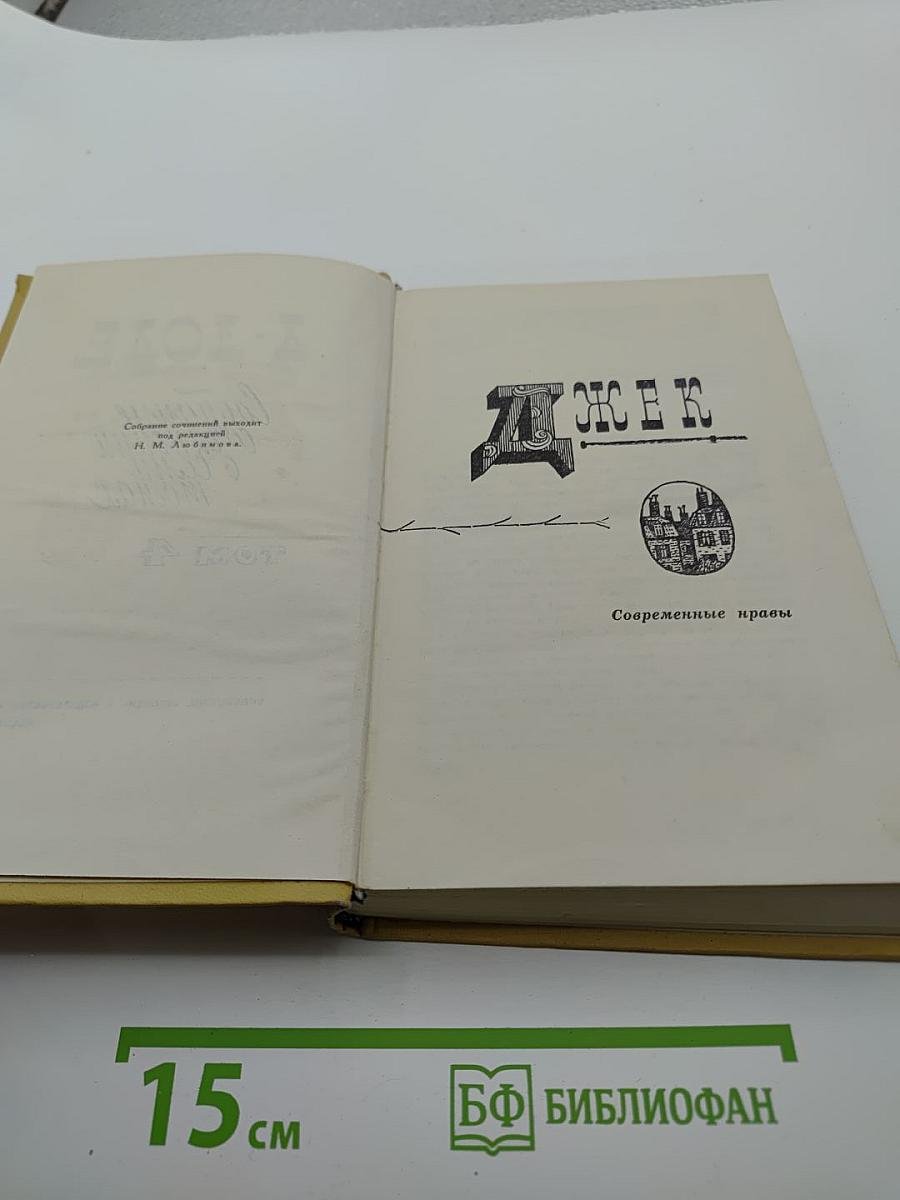 Собрание сочинений выходит
под редакцией
Н. М. Любимова.
ДЖЕК
Современные нравы
15 см
БФ БИБЛИОФАН